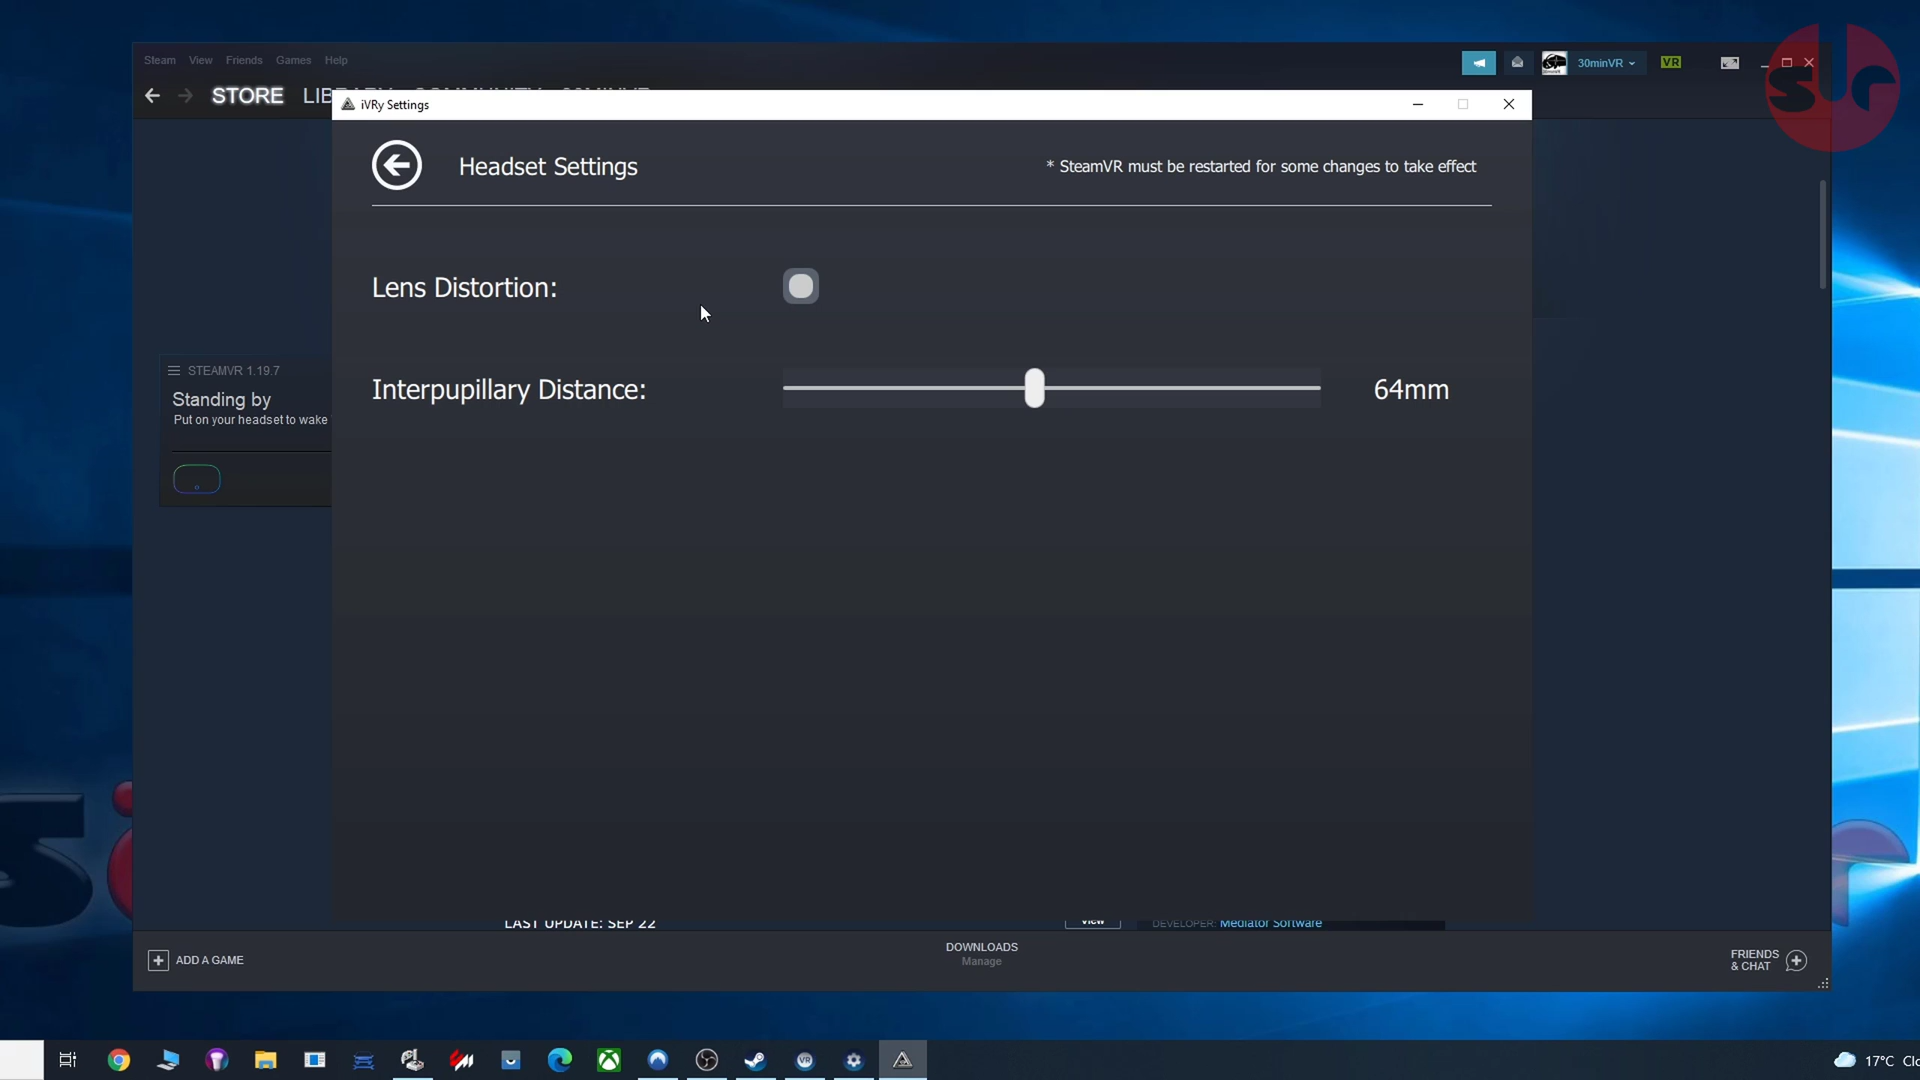 Steam View Friends Games Help
30minVR
VR
STORE
iVRy Settings
Headset Settings
* SteamVR must be restarted for some changes to take effect
Lens Distortion:
Interpupillary Distance:
64mm
STEAMVR 1.19.7
Standing by
Put on your headset to wake
LAST UPDATE: SEP 22
View
DEVELOPER: Mediator Software
ADD A GAME
DOWNLOADS
Manage
FRIENDS
& CHAT
17°C